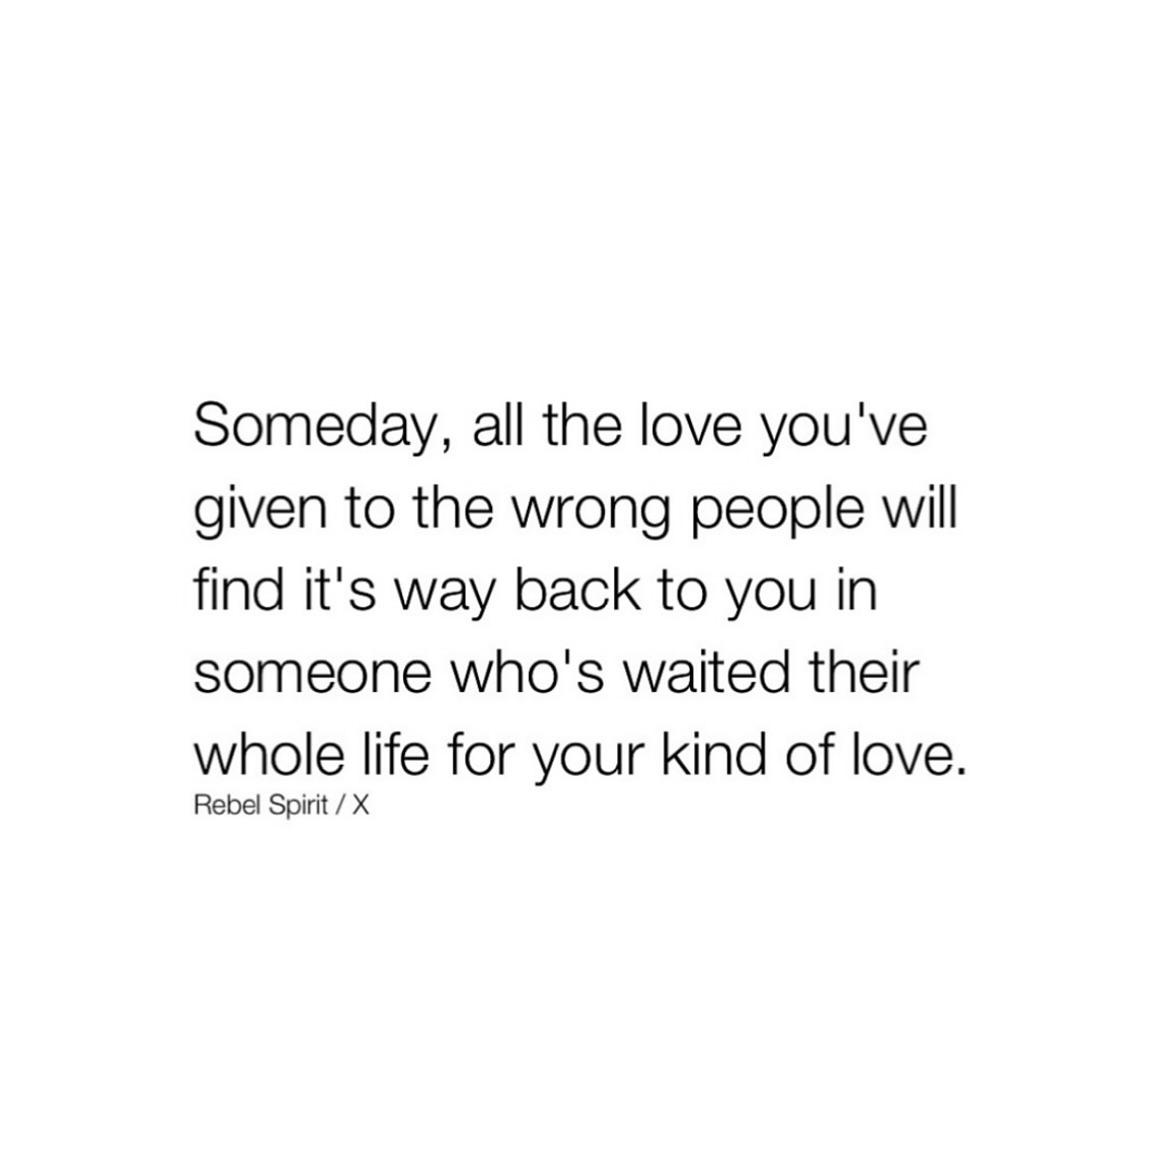 Someday, all the love you've
given to the wrong people will
find it's way back to you in
someone who's waited their
whole life for your kind of love.
Rebel Spirit / X